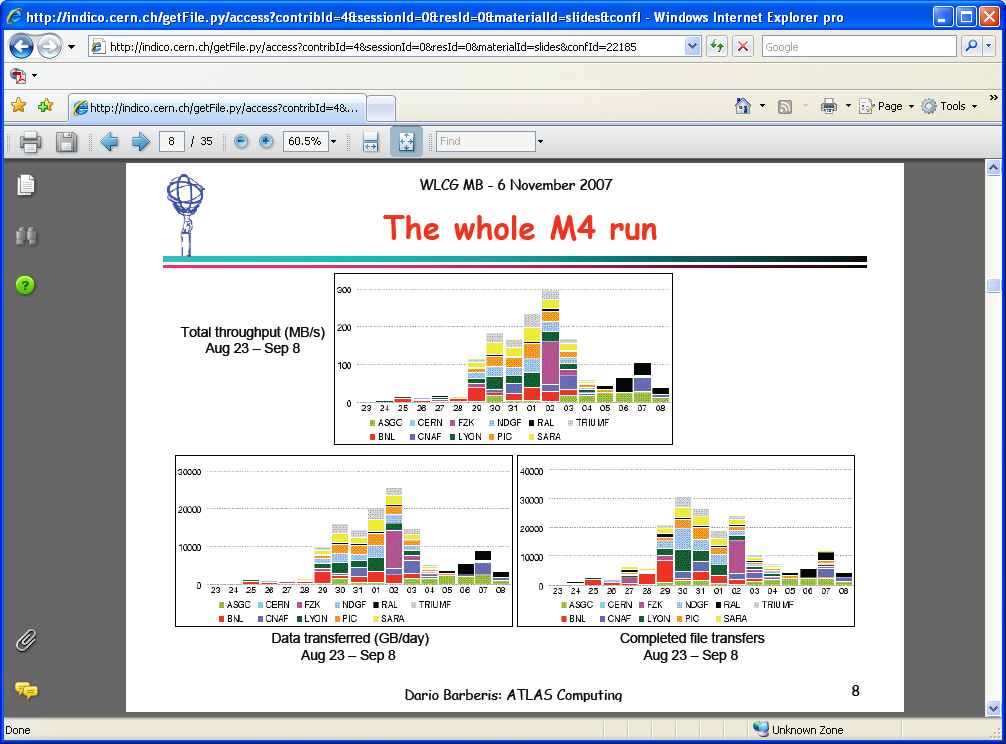 http://indico.cern.ch/getFile.py/access?contribId=4&sessionId=0&resId=0&materialId=slides&confI - Windows Internet Explorer pro
http://indico.cern.ch/getFile.py/access?contribId=4&sessionId=0&resId=0&materialId=slides&confId=22185
Google
http://indico.cern.ch/getFile.py/access?contribId=4&...
Page
Tools
8 / 35
60.5%
Find
WLCG MB - 6 November 2007
The whole M4 run
Total throughput (MB/s)
Aug 23 – Sep 8
300
200
100
0
23 24 25 26 27 28 29 30 31 01 02 03 04 05 06 07 08
ASGC CERN FZK NDGF RAL TRIUMF
BNL CNAF LYON PIC SARA
30000
20000
10000
0
23 24 25 26 27 28 29 30 31 01 02 03 04 05 06 07 08
ASGC CERN FZK NDGF RAL TRIUMF
BNL CNAF LYON PIC SARA
Data transferred (GB/day)
Aug 23 – Sep 8
40000
30000
20000
10000
0
23 24 25 26 27 28 29 30 31 01 02 03 04 05 06 07 08
ASGC CERN FZK NDGF RAL TRIUMF
BNL CNAF LYON PIC SARA
Completed file transfers
Aug 23 – Sep 8
Dario Barberis: ATLAS Computing
8
Done
Unknown Zone